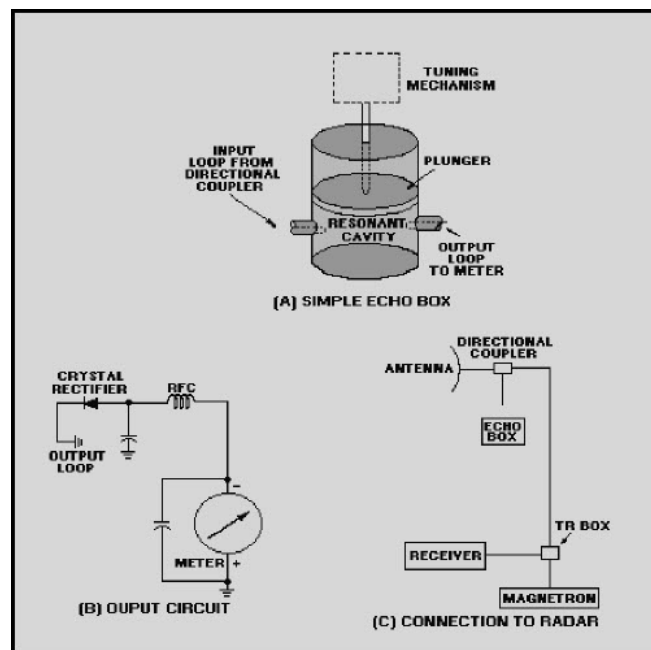 TUNING
MECHANISM
INPUT
LOOP FROM
DIRECTIONAL
COUPLER
PLUNGER
RESONANT
CAVITY
OUTPUT
LOOP
TO METER
(A) SIMPLE ECHO BOX
CRYSTAL
RECTIFIER
RFC
OUTPUT
LOOP
-
METER
+
(B) OUPUT CIRCUIT
DIRECTIONAL
COUPLER
ANTENNA
ECHO
BOX
TR BOX
RECEIVER
MAGNETRON
(C) CONNECTION TO RADAR